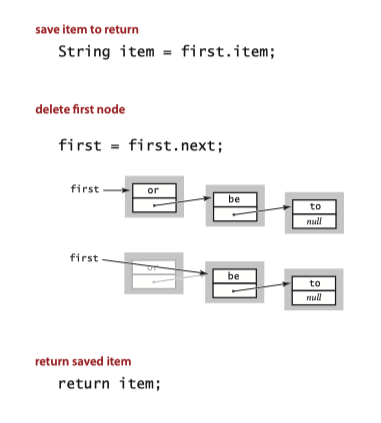 save item to return
String item = first.item;
delete first node
first = first.next;
first
or
be
to
null
first
or
be
to
null
return saved item
return item;